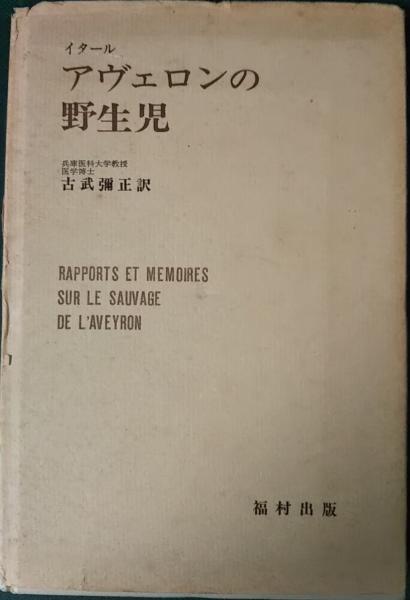 イタール
アヴェロンの
野生児
兵庫医科大学教授
医学博士
古武彌正訳
RAPPORTS ET MEMOIRES
SUR LE SAUVAGE
DE L'AVEYRON
福村出版